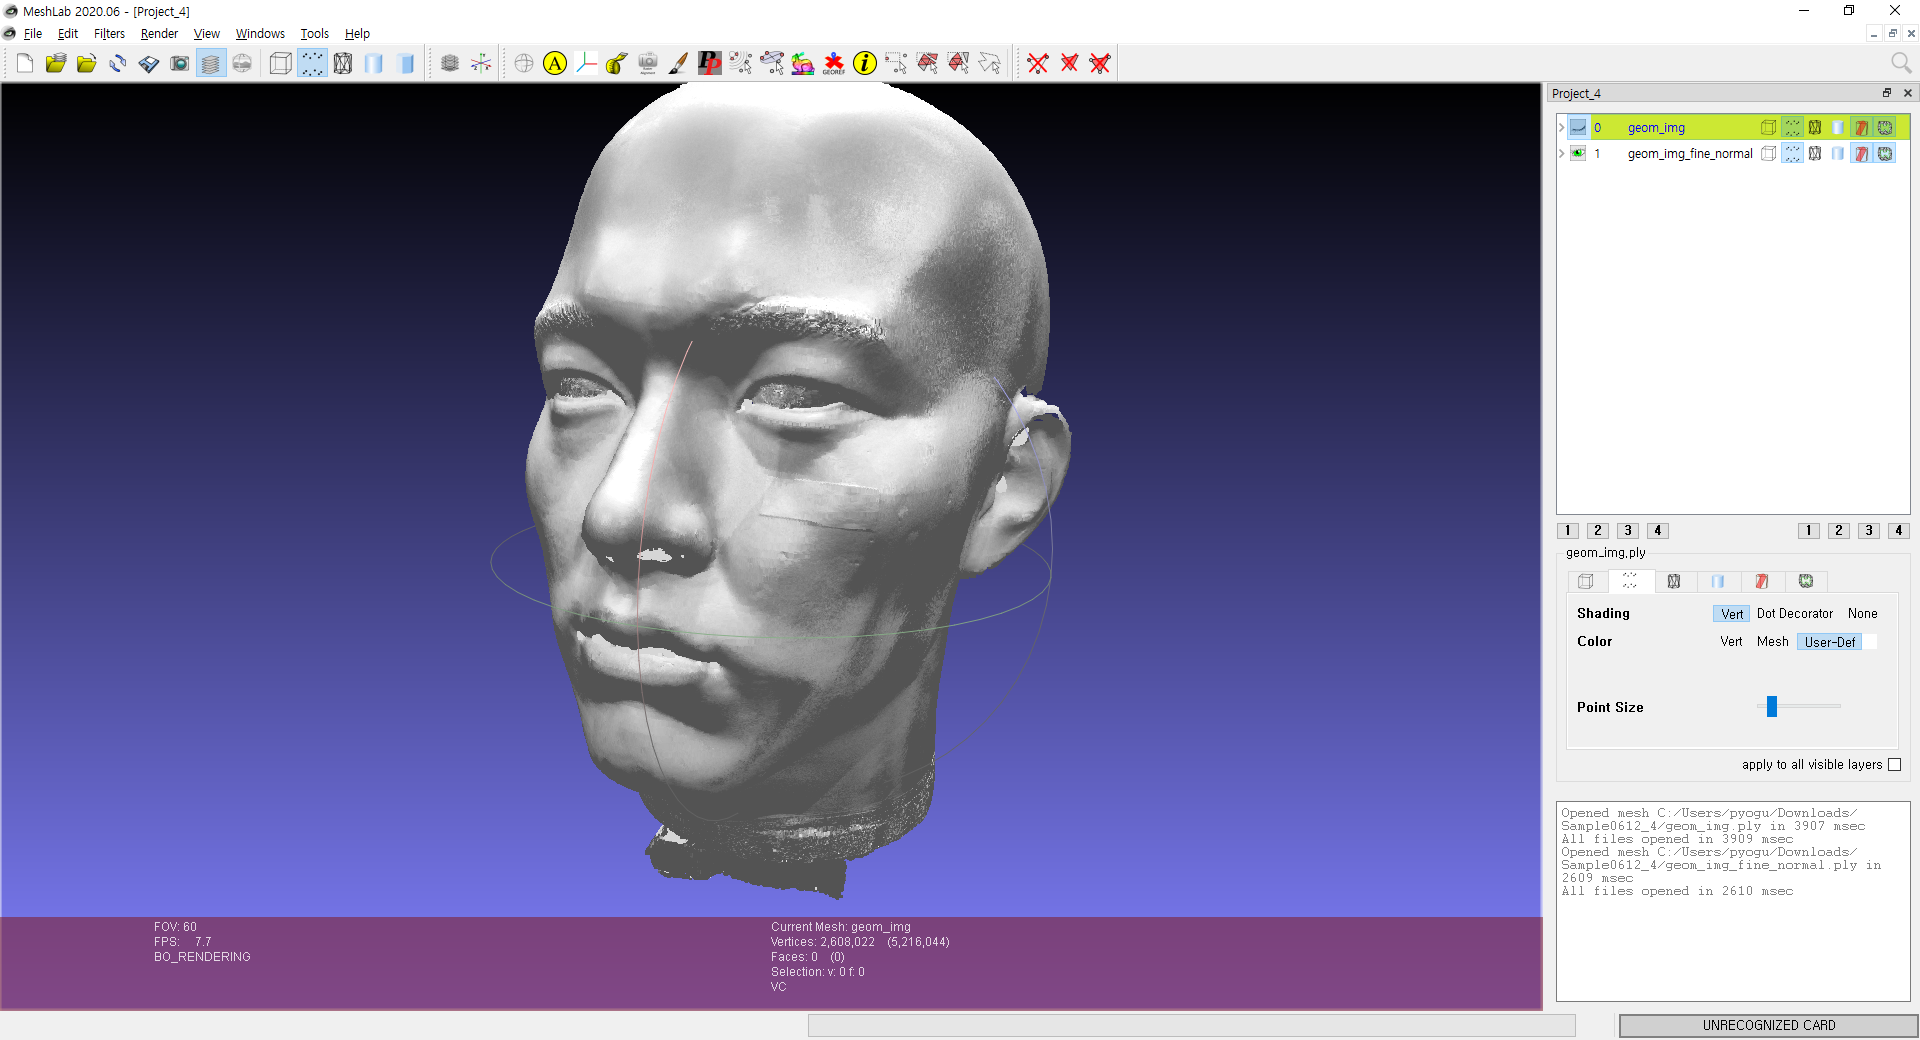 MeshLab 2020.06 - [Project_4]
File Edit Filters Render View Windows Tools Help
A
PP
GEOREF
i
Project_4
0 geom_img
1 geom_img_fine_normal
1 2 3 4 1 2 3 4
geom_img.ply
Shading Vert Dot Decorator None
Color Vert Mesh User-Def
Point Size
apply to all visible layers
Opened mesh C:/Users/pyogu/Downloads/
Sample0612_4/geom_img.ply in 3907 msec
All files opened in 3909 msec
Opened mesh C:/Users/pyogu/Downloads/
Sample0612_4/geom_img_fine_normal.ply in
2609 msec
All files opened in 2610 msec
FOV: 60
FPS: 7.7
BO_RENDERING
Current Mesh: geom_img
Vertices: 2,608,022 (5,216,044)
Faces: 0 (0)
Selection: v: 0 f: 0
VC
UNRECOGNIZED CARD